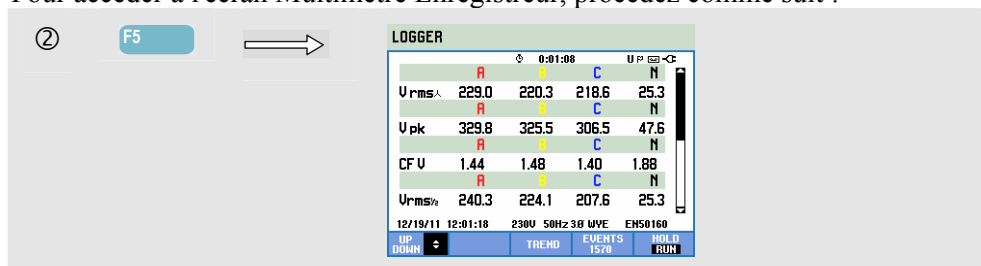 Pour accéder à l'écran Multimètre Enregistreur, procédez comme suit :
② F5
LOGGER
0:01:08 U
A B C N
Vrms⅄ 229.0 220.3 218.6 25.3
A B C N
V pk 329.8 325.5 306.5 47.6
A B C N
CF V 1.44 1.48 1.40 1.88
A B C N
Vrms½ 240.3 224.1 207.6 25.3
12/19/11 12:01:18 230V 50Hz 3Ø WYE EN50160
UP TREND EVENTS HOLD
DOWN 1570 RUN